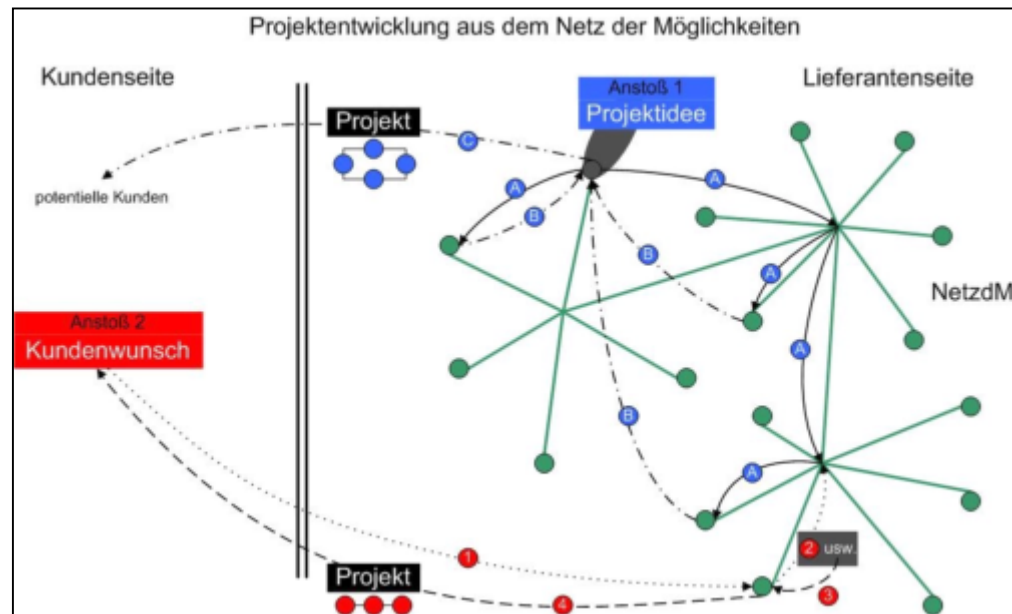 Projektentwicklung aus dem Netz der Möglichkeiten
Kundenseite
Lieferantenseite
Anstoß 1
Projektidee
Projekt
C
A
A
B
B
A
potentielle Kunden
NetzdM
Anstoß 2
Kundenwunsch
A
B
A
1
2 usw.
Projekt
4
3